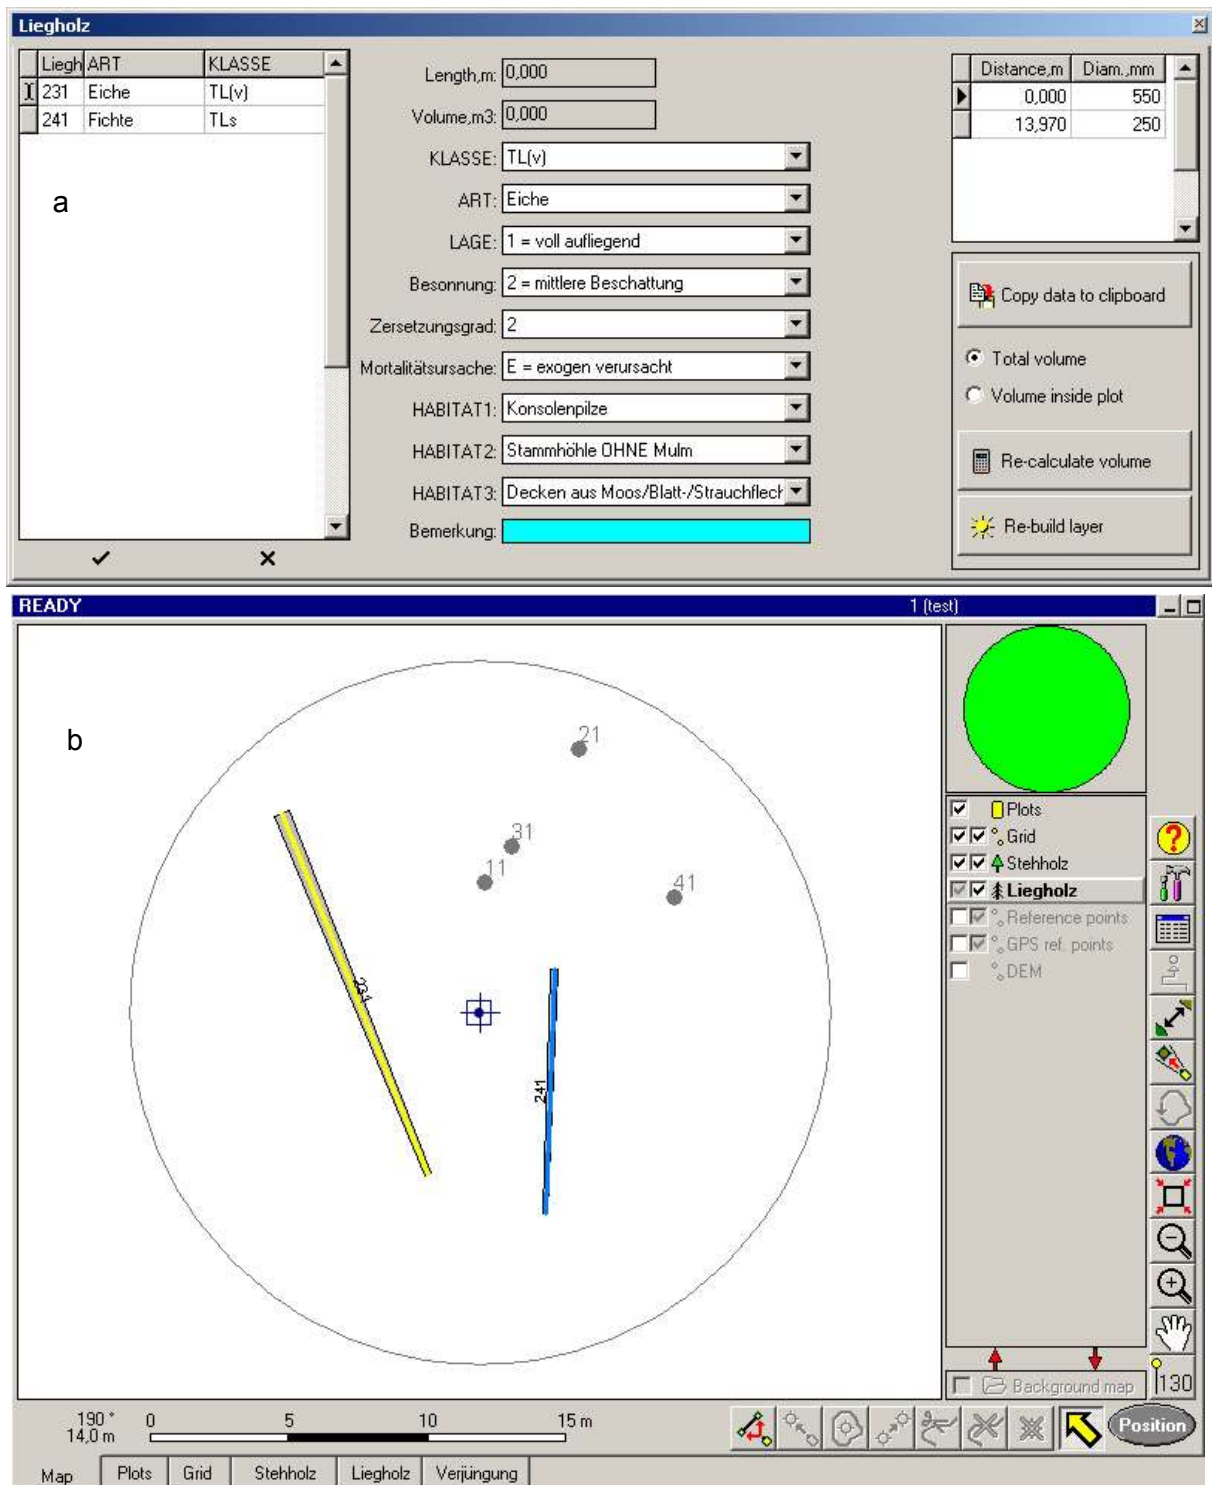 Liegholz
Liegh ART KLASSE
231 Eiche TL(v)
241 Fichte TLs
a
Length,m: 0,000
Volume,m3: 0,000
KLASSE: TL(v)
ART: Eiche
LAGE: 1 = voll aufliegend
Besonnung: 2 = mittlere Beschattung
Zersetzungsgrad: 2
Mortalitätsursache: E = exogen verursacht
HABITAT1: Konsolenpilze
HABITAT2: Stammhöhle OHNE Mulm
HABITAT3: Decken aus Moos/Blatt-/Strauchflech
Bemerkung:
Distance,m Diam.,mm
0,000 550
13,970 250
Copy data to clipboard
Total volume
Volume inside plot
Re-calculate volume
Re-build layer
READY 1 (test)
b
21
31
11
41
231
241
Plots
Grid
Stehholz
Liegholz
Reference points
GPS ref. points
DEM
Background map
130
190 ° 0 5 10 15 m
14,0 m
Position
Map Plots Grid Stehholz Liegholz Verjüngung